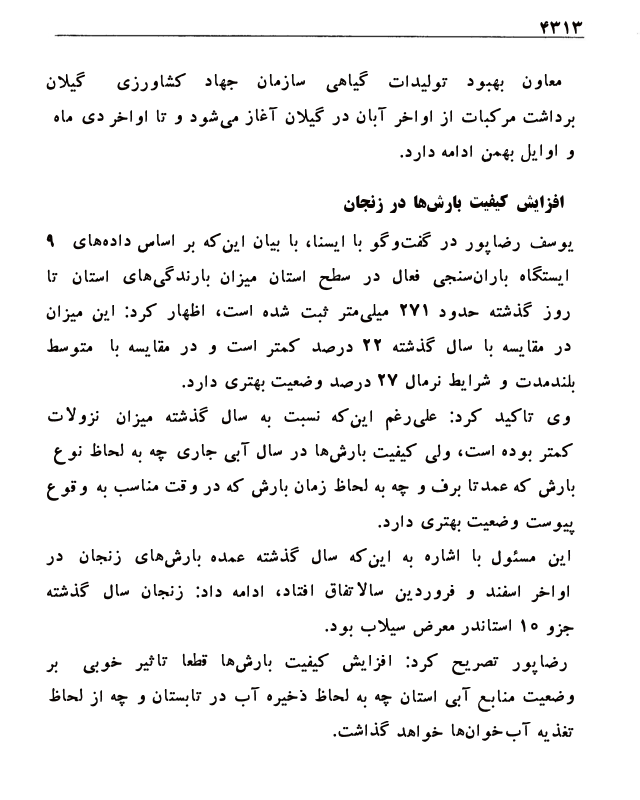 ۴۳۱۳
معاون بهبود تولیدات گیاهی سازمان جهاد کشاورزی گیلان
برداشت مرکبات از اواخر آبان در گیلان آغاز می‌شود و تا اواخر دی ماه
و اوایل بهمن ادامه دارد.
افزایش کیفیت بارش‌ها در زنجان
یوسف رضاپور در گفت‌وگو با ایسنا، با بیان این‌که بر اساس داده‌های ۹
ایستگاه باران‌سنجی فعال در سطح استان میزان بارندگی‌های استان تا
روز گذشته حدود ۲۷۱ میلی‌متر ثبت شده است، اظهار کرد: این میزان
در مقایسه با سال گذشته ۲۲ درصد کمتر است و در مقایسه با متوسط
بلندمدت و شرایط نرمال ۲۷ درصد وضعیت بهتری دارد.
وی تاکید کرد: علی‌رغم این‌که نسبت به سال گذشته میزان نزولات
کمتر بوده است، ولی کیفیت بارش‌ها در سال آبی جاری چه به لحاظ نوع
بارش که عمدتا برف و چه به لحاظ زمان بارش که در وقت مناسب به وقوع
پیوست وضعیت بهتری دارد.
این مسئول با اشاره به این‌که سال گذشته عمده بارش‌های زنجان در
اواخر اسفند و فروردین سالاتفاق افتاد، ادامه داد: زنجان سال گذشته
جزو ۱۵ استاندر معرض سیلاب بود.
رضاپور تصریح کرد: افزایش کیفیت بارش‌ها قطعا تاثیر خوبی بر
وضعیت منابع آبی استان چه به لحاظ ذخیره آب در تابستان و چه از لحاظ
تغذیه آب‌خوان‌ها خواهد گذاشت.